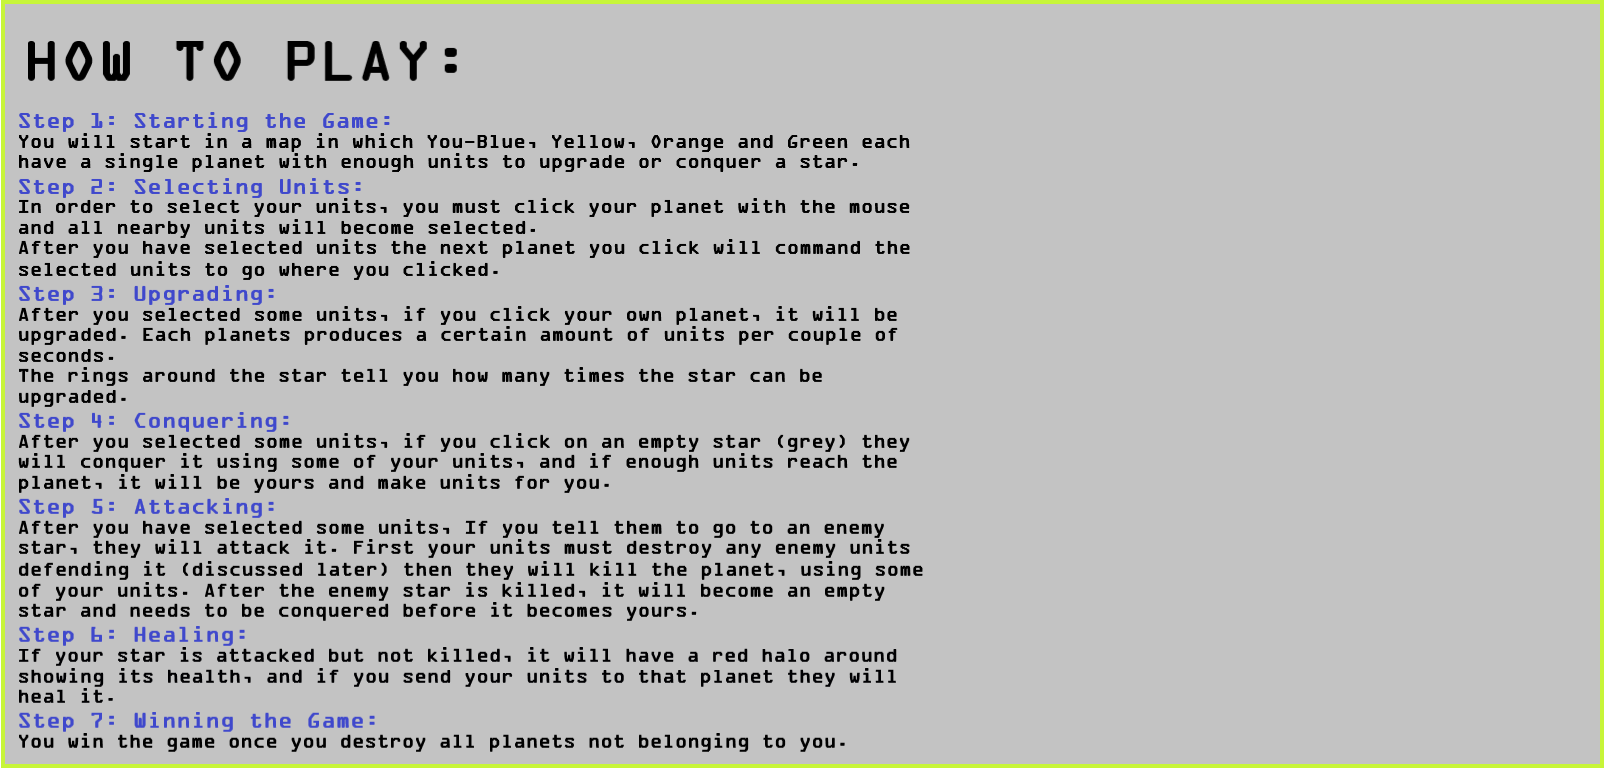 HOW TO PLAY:
Step 1: Starting the Game:
You will start in a map in which You-Blue, Yellow, Orange and Green each
have a single planet with enough units to upgrade or conquer a star.
Step 2: Selecting Units:
In order to select your units, you must click your planet with the mouse
and all nearby units will become selected.
After you have selected units the next planet you click will command the
selected units to go where you clicked.
Step 3: Upgrading:
After you selected some units, if you click your own planet, it will be
upgraded. Each planets produces a certain amount of units per couple of
seconds.
The rings around the star tell you how many times the star can be
upgraded.
Step 4: Conquering:
After you selected some units, if you click on an empty star (grey) they
will conquer it using some of your units, and if enough units reach the
planet, it will be yours and make units for you.
Step 5: Attacking:
After you have selected some units, If you tell them to go to an enemy
star, they will attack it. First your units must destroy any enemy units
defending it (discussed later) then they will kill the planet, using some
of your units. After the enemy star is killed, it will become an empty
star and needs to be conquered before it becomes yours.
Step 6: Healing:
If your star is attacked but not killed, it will have a red halo around
showing its health, and if you send your units to that planet they will
heal it.
Step 7: Winning the Game:
You win the game once you destroy all planets not belonging to you.